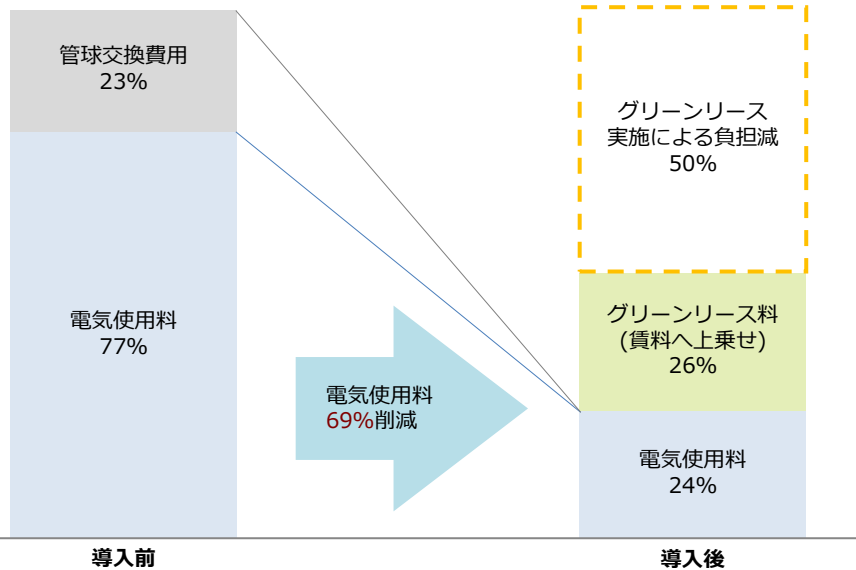 管球交換費用
23%
電気使用料
77%
電気使用料
69%削減
グリーンリース
実施による負担減
50%
グリーンリース料
(賃料へ上乗せ)
26%
電気使用料
24%
導入前
導入後